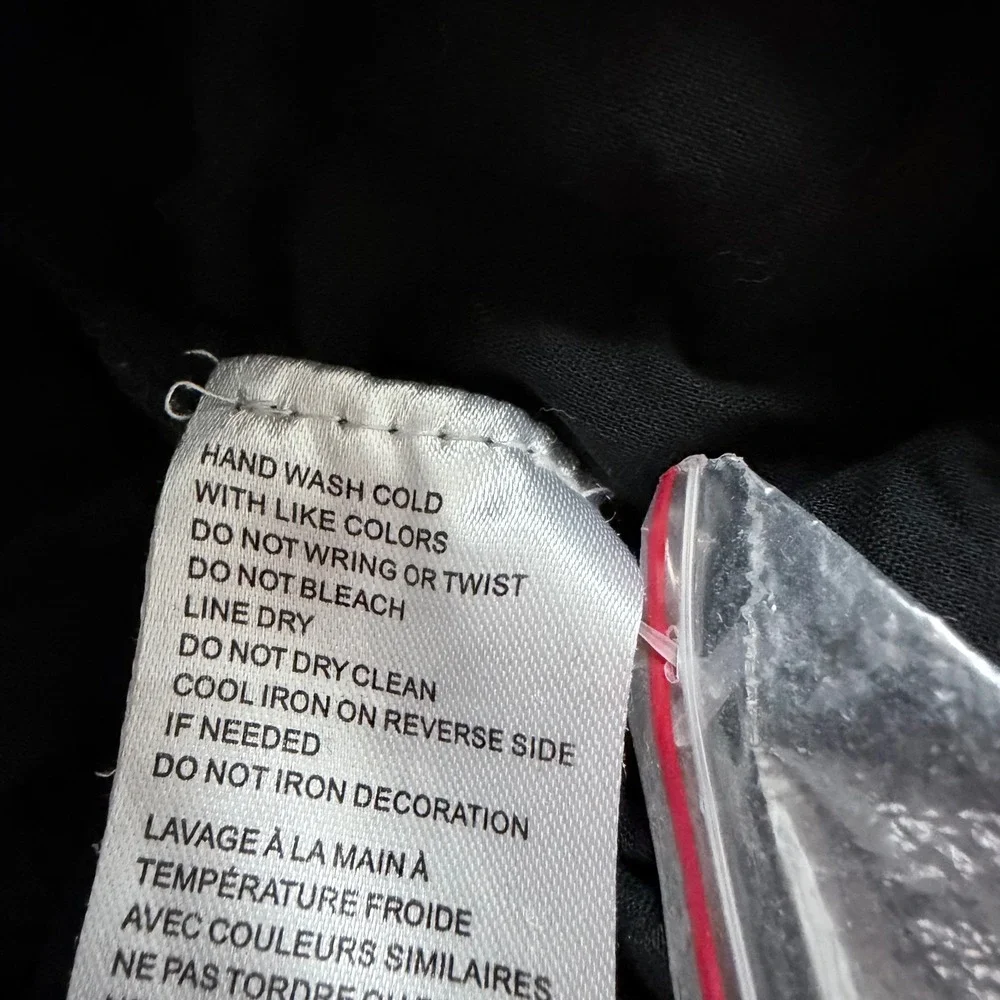 HAND WASH COLD
WITH LIKE COLORS
DO NOT WRING OR TWIST
DO NOT BLEACH
LINE DRY
DO NOT DRY CLEAN
COOL IRON ON REVERSE SIDE
IF NEEDED
DO NOT IRON DECORATION
LAVAGE À LA MAIN À
TEMPÉRATURE FROIDE
AVEC COULEURS SIMILAIRES
NE PAS TORDRE